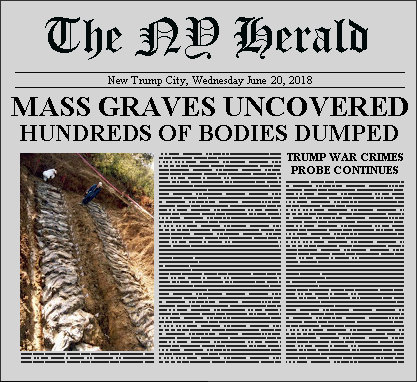 The NY Herald
New Trump City, Wednesday June 20, 2018
MASS GRAVES UNCOVERED
HUNDREDS OF BODIES DUMPED
TRUMP WAR CRIMES
PROBE CONTINUES